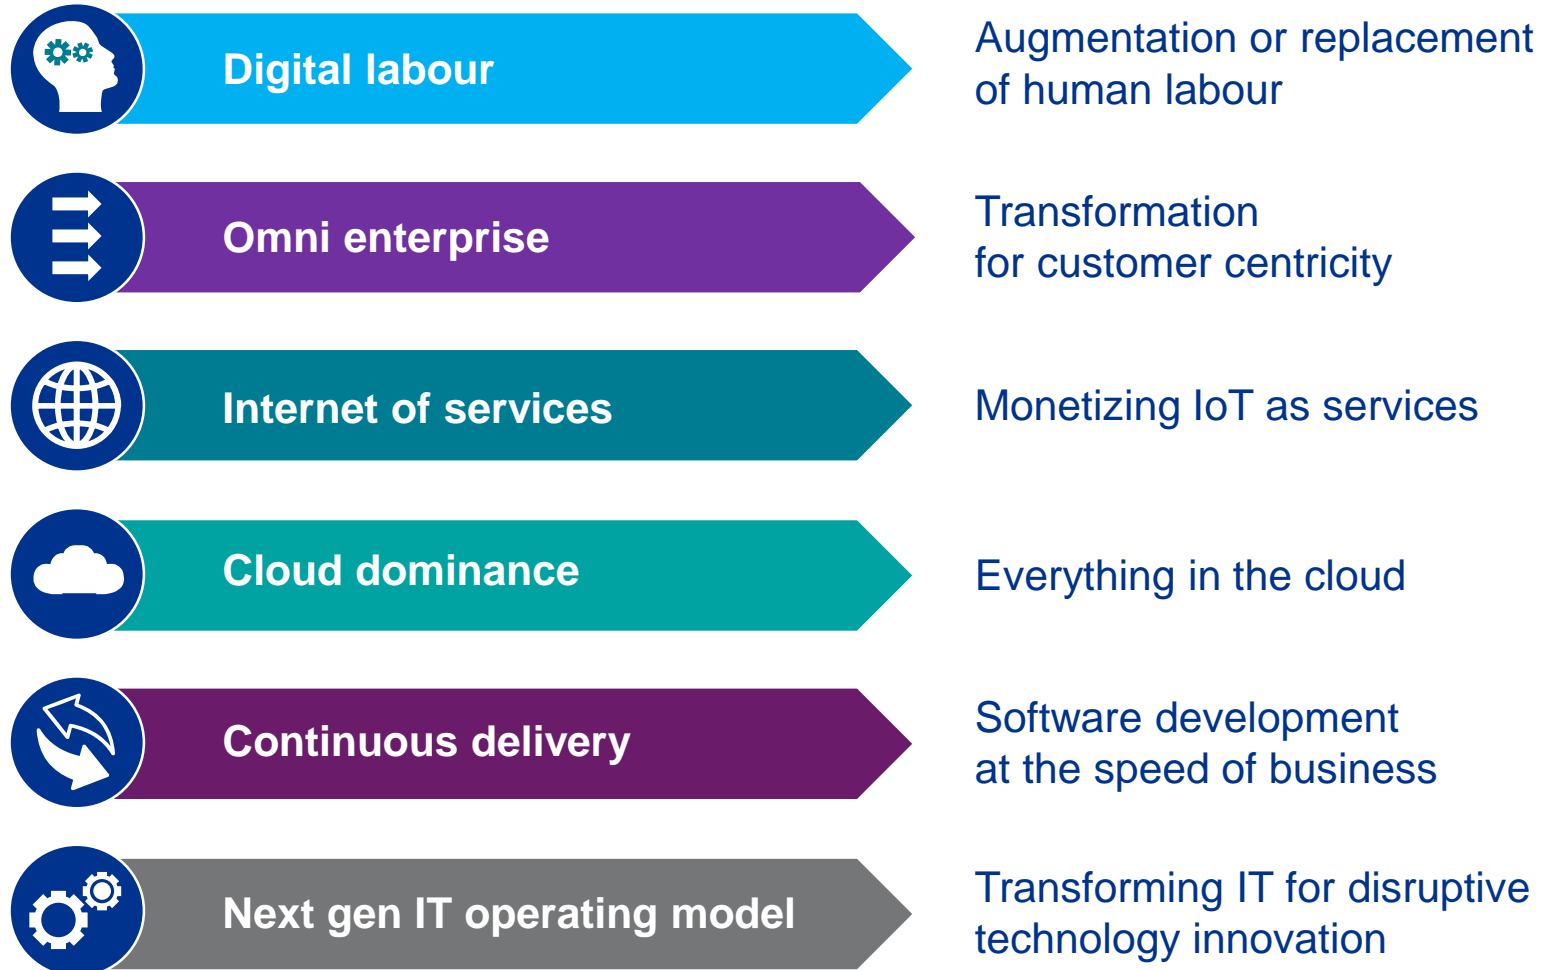 Digital labour
Augmentation or replacement
of human labour
Omni enterprise
Transformation
for customer centricity
Internet of services
Monetizing IoT as services
Cloud dominance
Everything in the cloud
Continuous delivery
Software development
at the speed of business
Next gen IT operating model
Transforming IT for disruptive
technology innovation